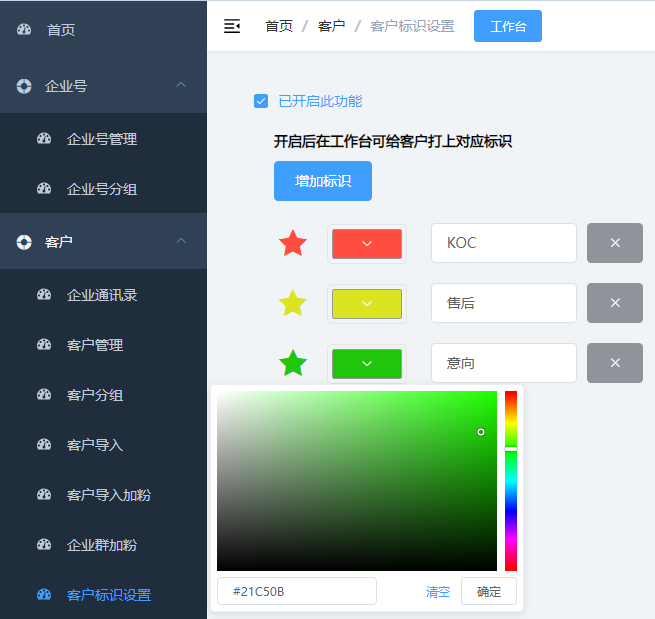 首页
企业号
企业号管理
企业号分组
客户
企业通讯录
客户管理
客户分组
客户导入
客户导入加粉
企业群加粉
客户标识设置
首页 / 客户 / 客户标识设置 工作台
已开启此功能
开启后在工作台可给客户打上对应标识
增加标识
KOC
售后
意向
#21C50B 清空 确定